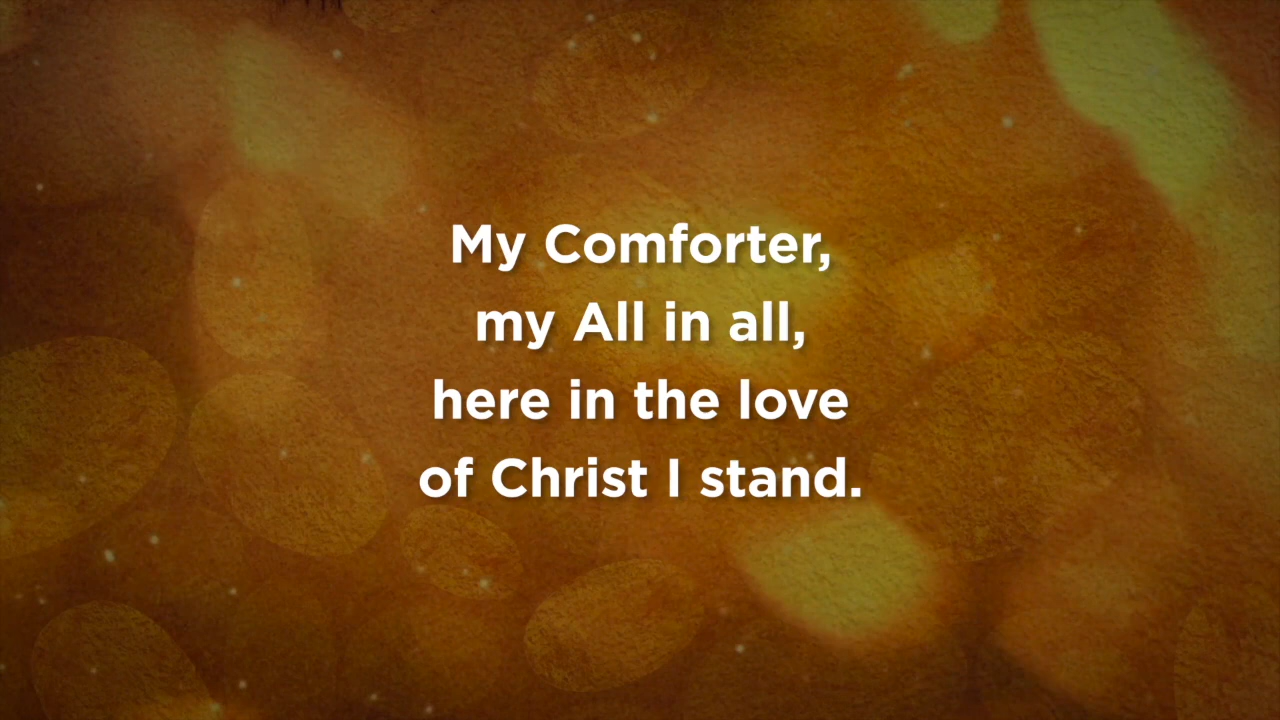 My Comforter,
my All in all,
here in the love
of Christ I stand.